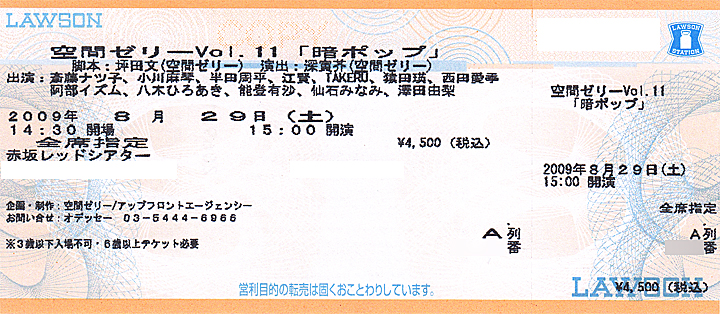 LAWSON
空間ゼリーVol.11「暗ポップ」
脚本：坪田文(空間ゼリー) 演出：深寅芥(空間ゼリー)
出演：斎藤ナツ子、小川麻琴、半田周平、辻賢、TAKERU、猿田瑛、西田愛李
阿部イズム、八木ひろあき、能登有沙、仙石みなみ、澤田由梨
2009年 8月 29日(土)
14:30 開場 15:00 開演
全席指定 ¥4,500(税込)
赤坂レッドシアター
企画・制作：空間ゼリー/アップフロントエージェンシー
お問い合せ：オデッセー 03-5444-6966
※3歳以下入場不可・6歳以上チケット必要
A列
番
営利目的の転売は固くおことわりしています。
LAWSON
STATION
空間ゼリーVol.11
「暗ポップ」
2009年8月29日(土)
15:00 開演
全席指定
A列
番
¥4,500(税込)
LAWSON